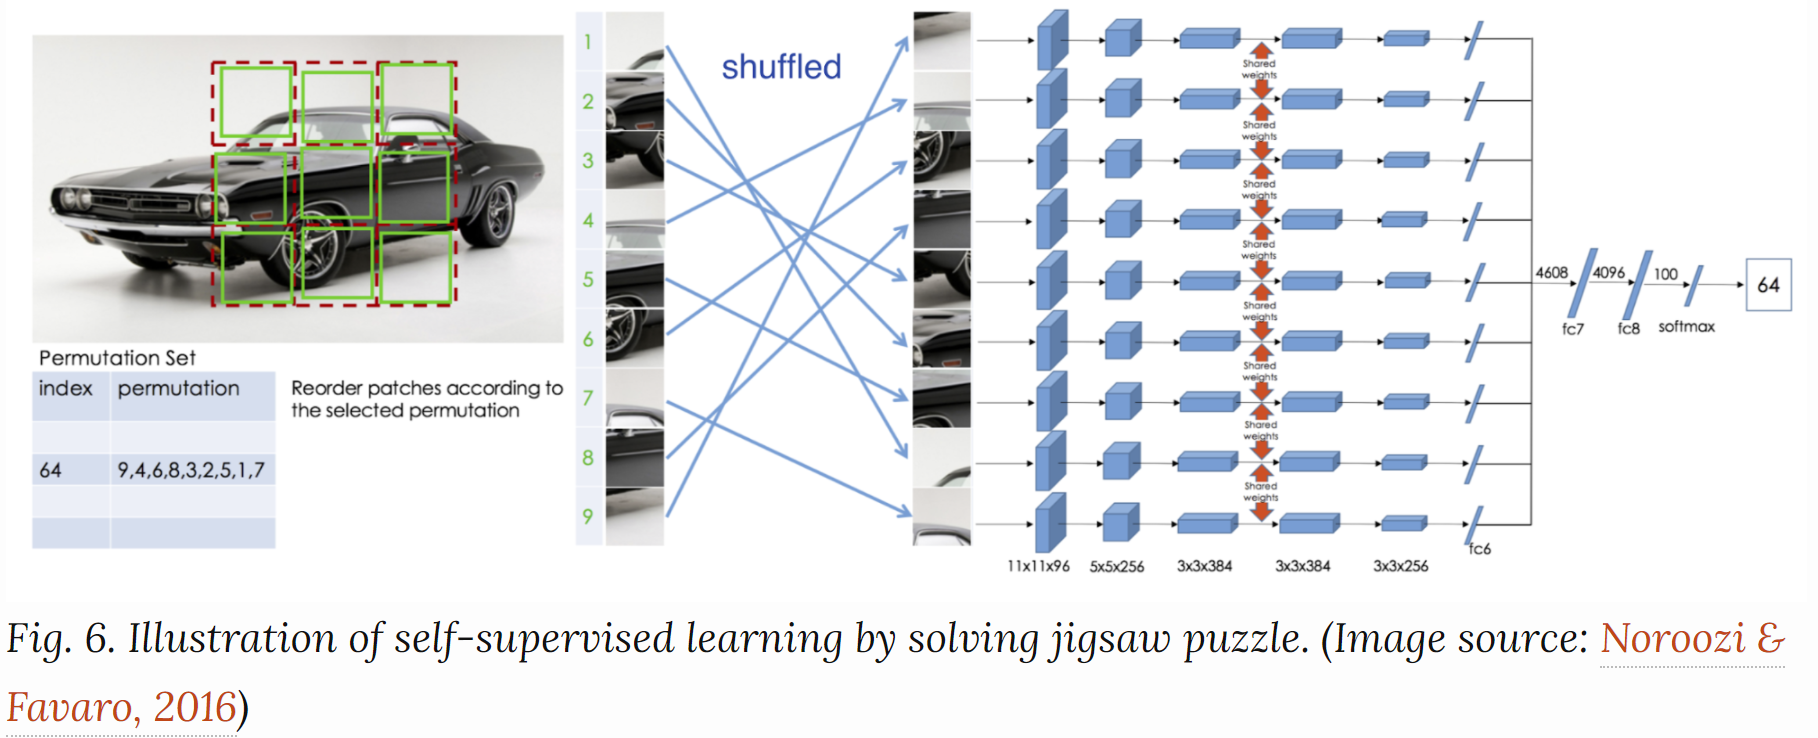 1
2
3
4
5
6
7
8
9
shuffled
Permutation Set
index permutation
64 9,4,6,8,3,2,5,1,7
Reorder patches according to
the selected permutation
Shared
weights
Shared
weights
Shared
weights
Shared
weights
Shared
weights
Shared
weights
Shared
weights
Shared
weights
11x11x96 5x5x256 3x3x384 3x3x384 3x3x256
fc6
4608 4096 100
fc7 fc8 softmax
64
Fig. 6. Illustration of self-supervised learning by solving jigsaw puzzle. (Image source: Noroozi &
Favaro, 2016)